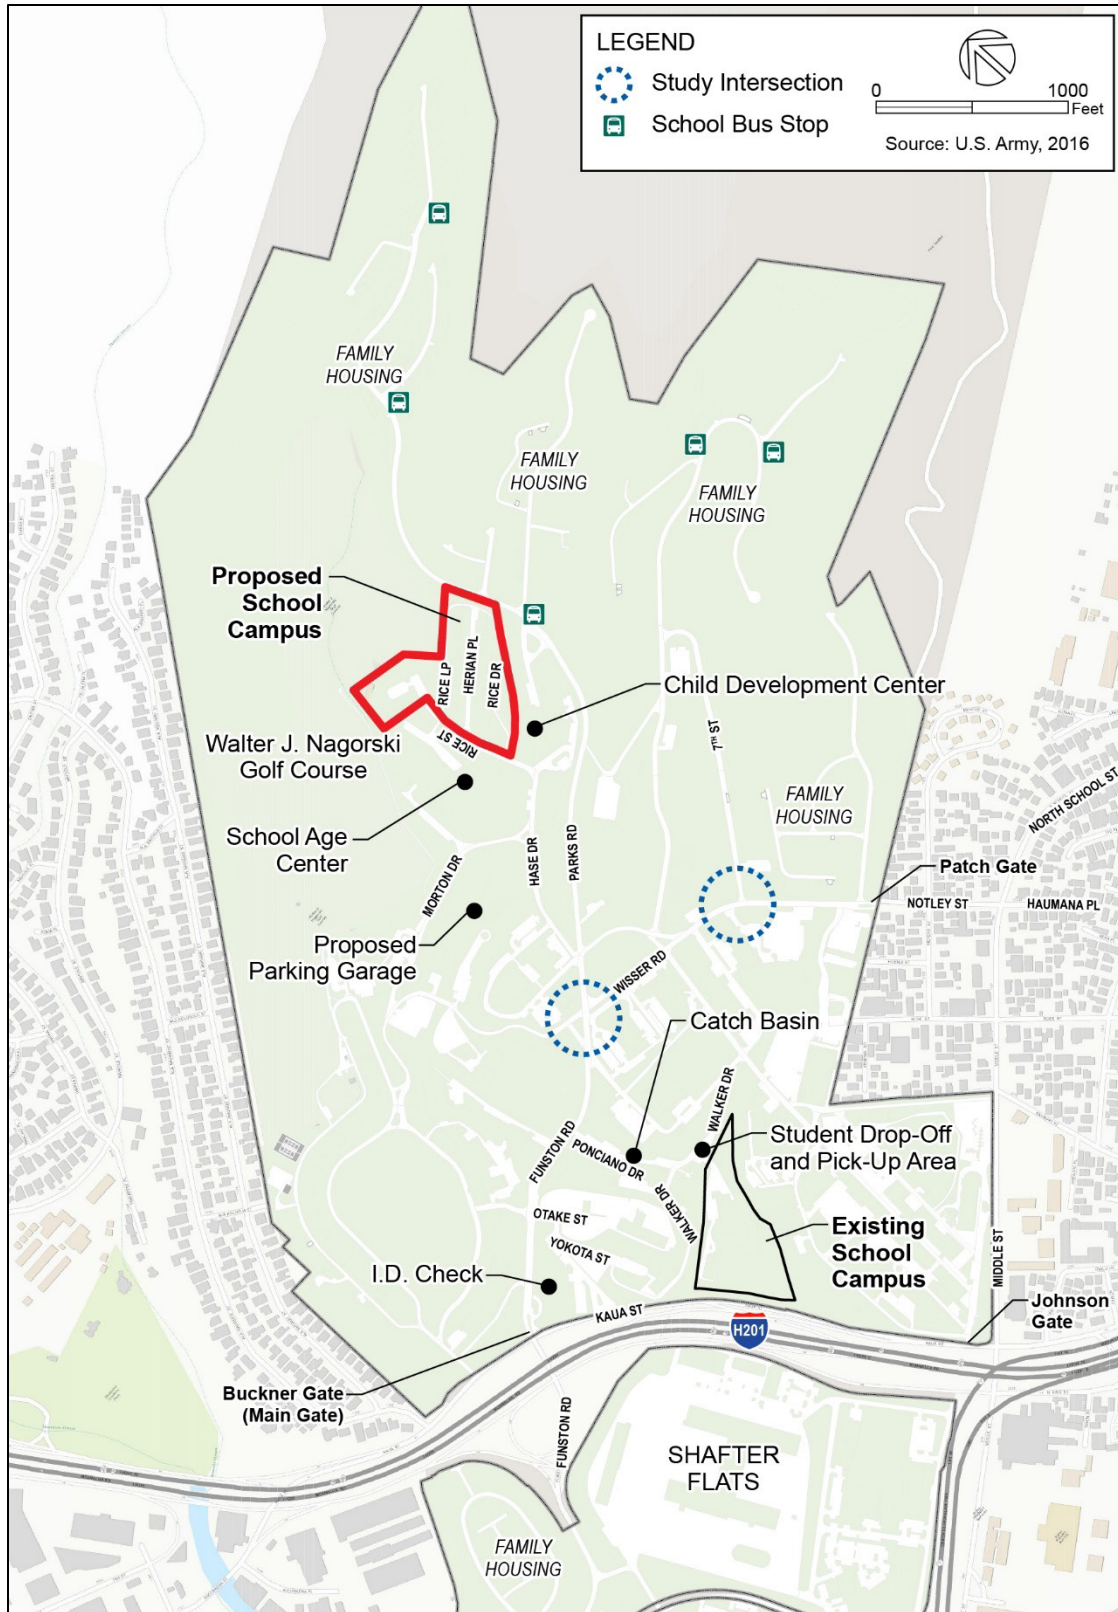 LEGEND
Study Intersection
School Bus Stop
0
1000
Feet
Source: U.S. Army, 2016
FAMILY
HOUSING
FAMILY
HOUSING
FAMILY
HOUSING
Proposed
School
Campus
RICE LP
HERIAN PL
RICE DR
RICE ST
Child Development Center
Walter J. Nagorski
Golf Course
7TH ST
NORTH SCHOOL ST
FAMILY
HOUSING
School Age
Center
MORTON DR
HASE DR
PARKS RD
Patch Gate
NOTLEY ST
HAUMANA PL
Proposed
Parking Garage
WISSER RD
Catch Basin
WALKER DR
Student Drop-Off
and Pick-Up Area
FUNSTON RD
PONCIANO DR
WALKER DR
OTAKE ST
YOKOTA ST
Existing
School
Campus
MIDDLE ST
I.D. Check
KAUA ST
H201
Johnson
Gate
Buckner Gate
(Main Gate)
FUNSTON RD
SHAFTER
FLATS
FAMILY
HOUSING